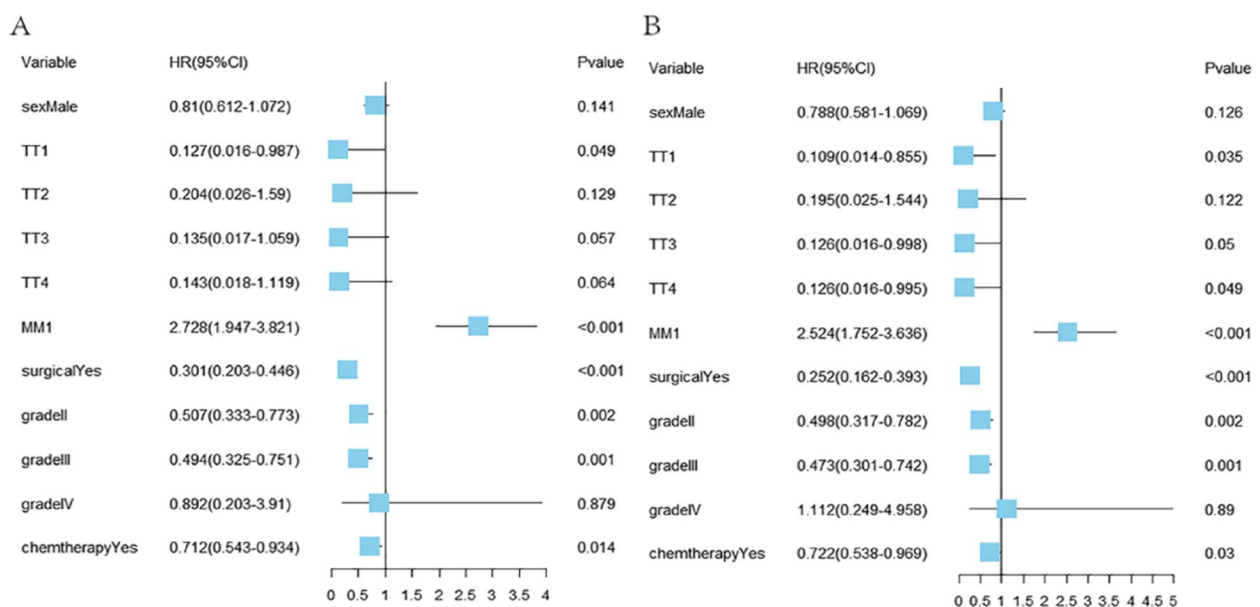 A
Variable HR(95%CI) Pvalue
sexMale 0.81(0.612-1.072) 0.141
TT1 0.127(0.016-0.987) 0.049
TT2 0.204(0.026-1.59) 0.129
TT3 0.135(0.017-1.059) 0.057
TT4 0.143(0.018-1.119) 0.064
MM1 2.728(1.947-3.821) <0.001
surgicalYes 0.301(0.203-0.446) <0.001
gradeII 0.507(0.333-0.773) 0.002
gradeIII 0.494(0.325-0.751) 0.001
gradeIV 0.892(0.203-3.91) 0.879
chemtherapyYes 0.712(0.543-0.934) 0.014
0 0.5 1 1.5 2 2.5 3 3.5 4
B
Variable HR(95%CI) Pvalue
sexMale 0.788(0.581-1.069) 0.126
TT1 0.109(0.014-0.855) 0.035
TT2 0.195(0.025-1.544) 0.122
TT3 0.126(0.016-0.998) 0.05
TT4 0.126(0.016-0.995) 0.049
MM1 2.524(1.752-3.636) <0.001
surgicalYes 0.252(0.162-0.393) <0.001
gradeII 0.498(0.317-0.782) 0.002
gradeIII 0.473(0.301-0.742) 0.001
gradeIV 1.112(0.249-4.958) 0.89
chemtherapyYes 0.722(0.538-0.969) 0.03
0 0.5 1 1.5 2 2.5 3 3.5 4 4.5 5